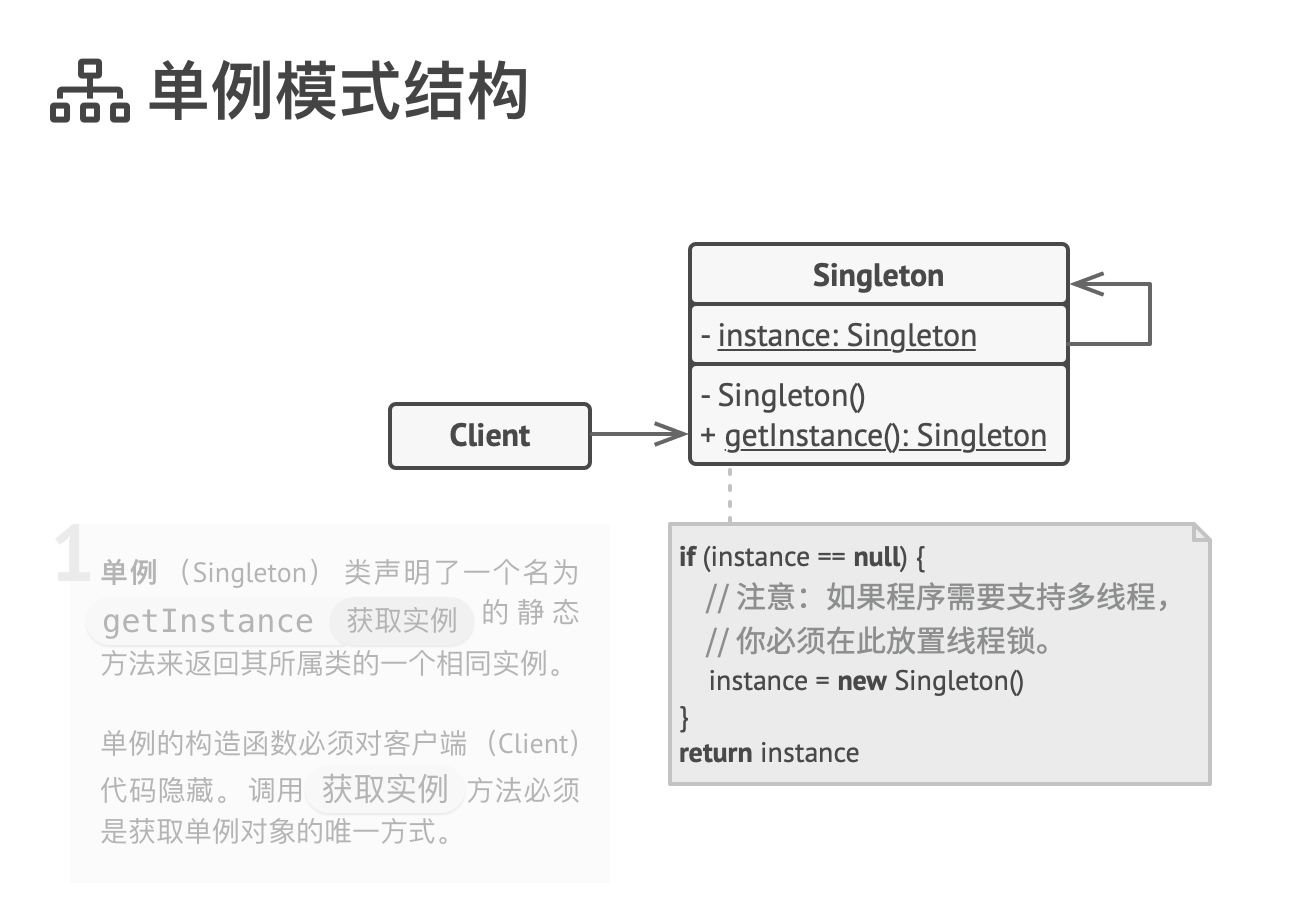 单例模式结构
Singleton
- instance: Singleton
- Singleton()
+ getInstance(): Singleton
Client
1
单例 （Singleton） 类声明了一个名为
getInstance 获取实例 的静态
方法来返回其所属类的一个相同实例。
单例的构造函数必须对客户端 （Client）
代码隐藏。 调用 获取实例 方法必须
是获取单例对象的唯一方式。
if (instance == null) {
// 注意：如果程序需要支持多线程，
// 你必须在此放置线程锁。
instance = new Singleton()
}
return instance